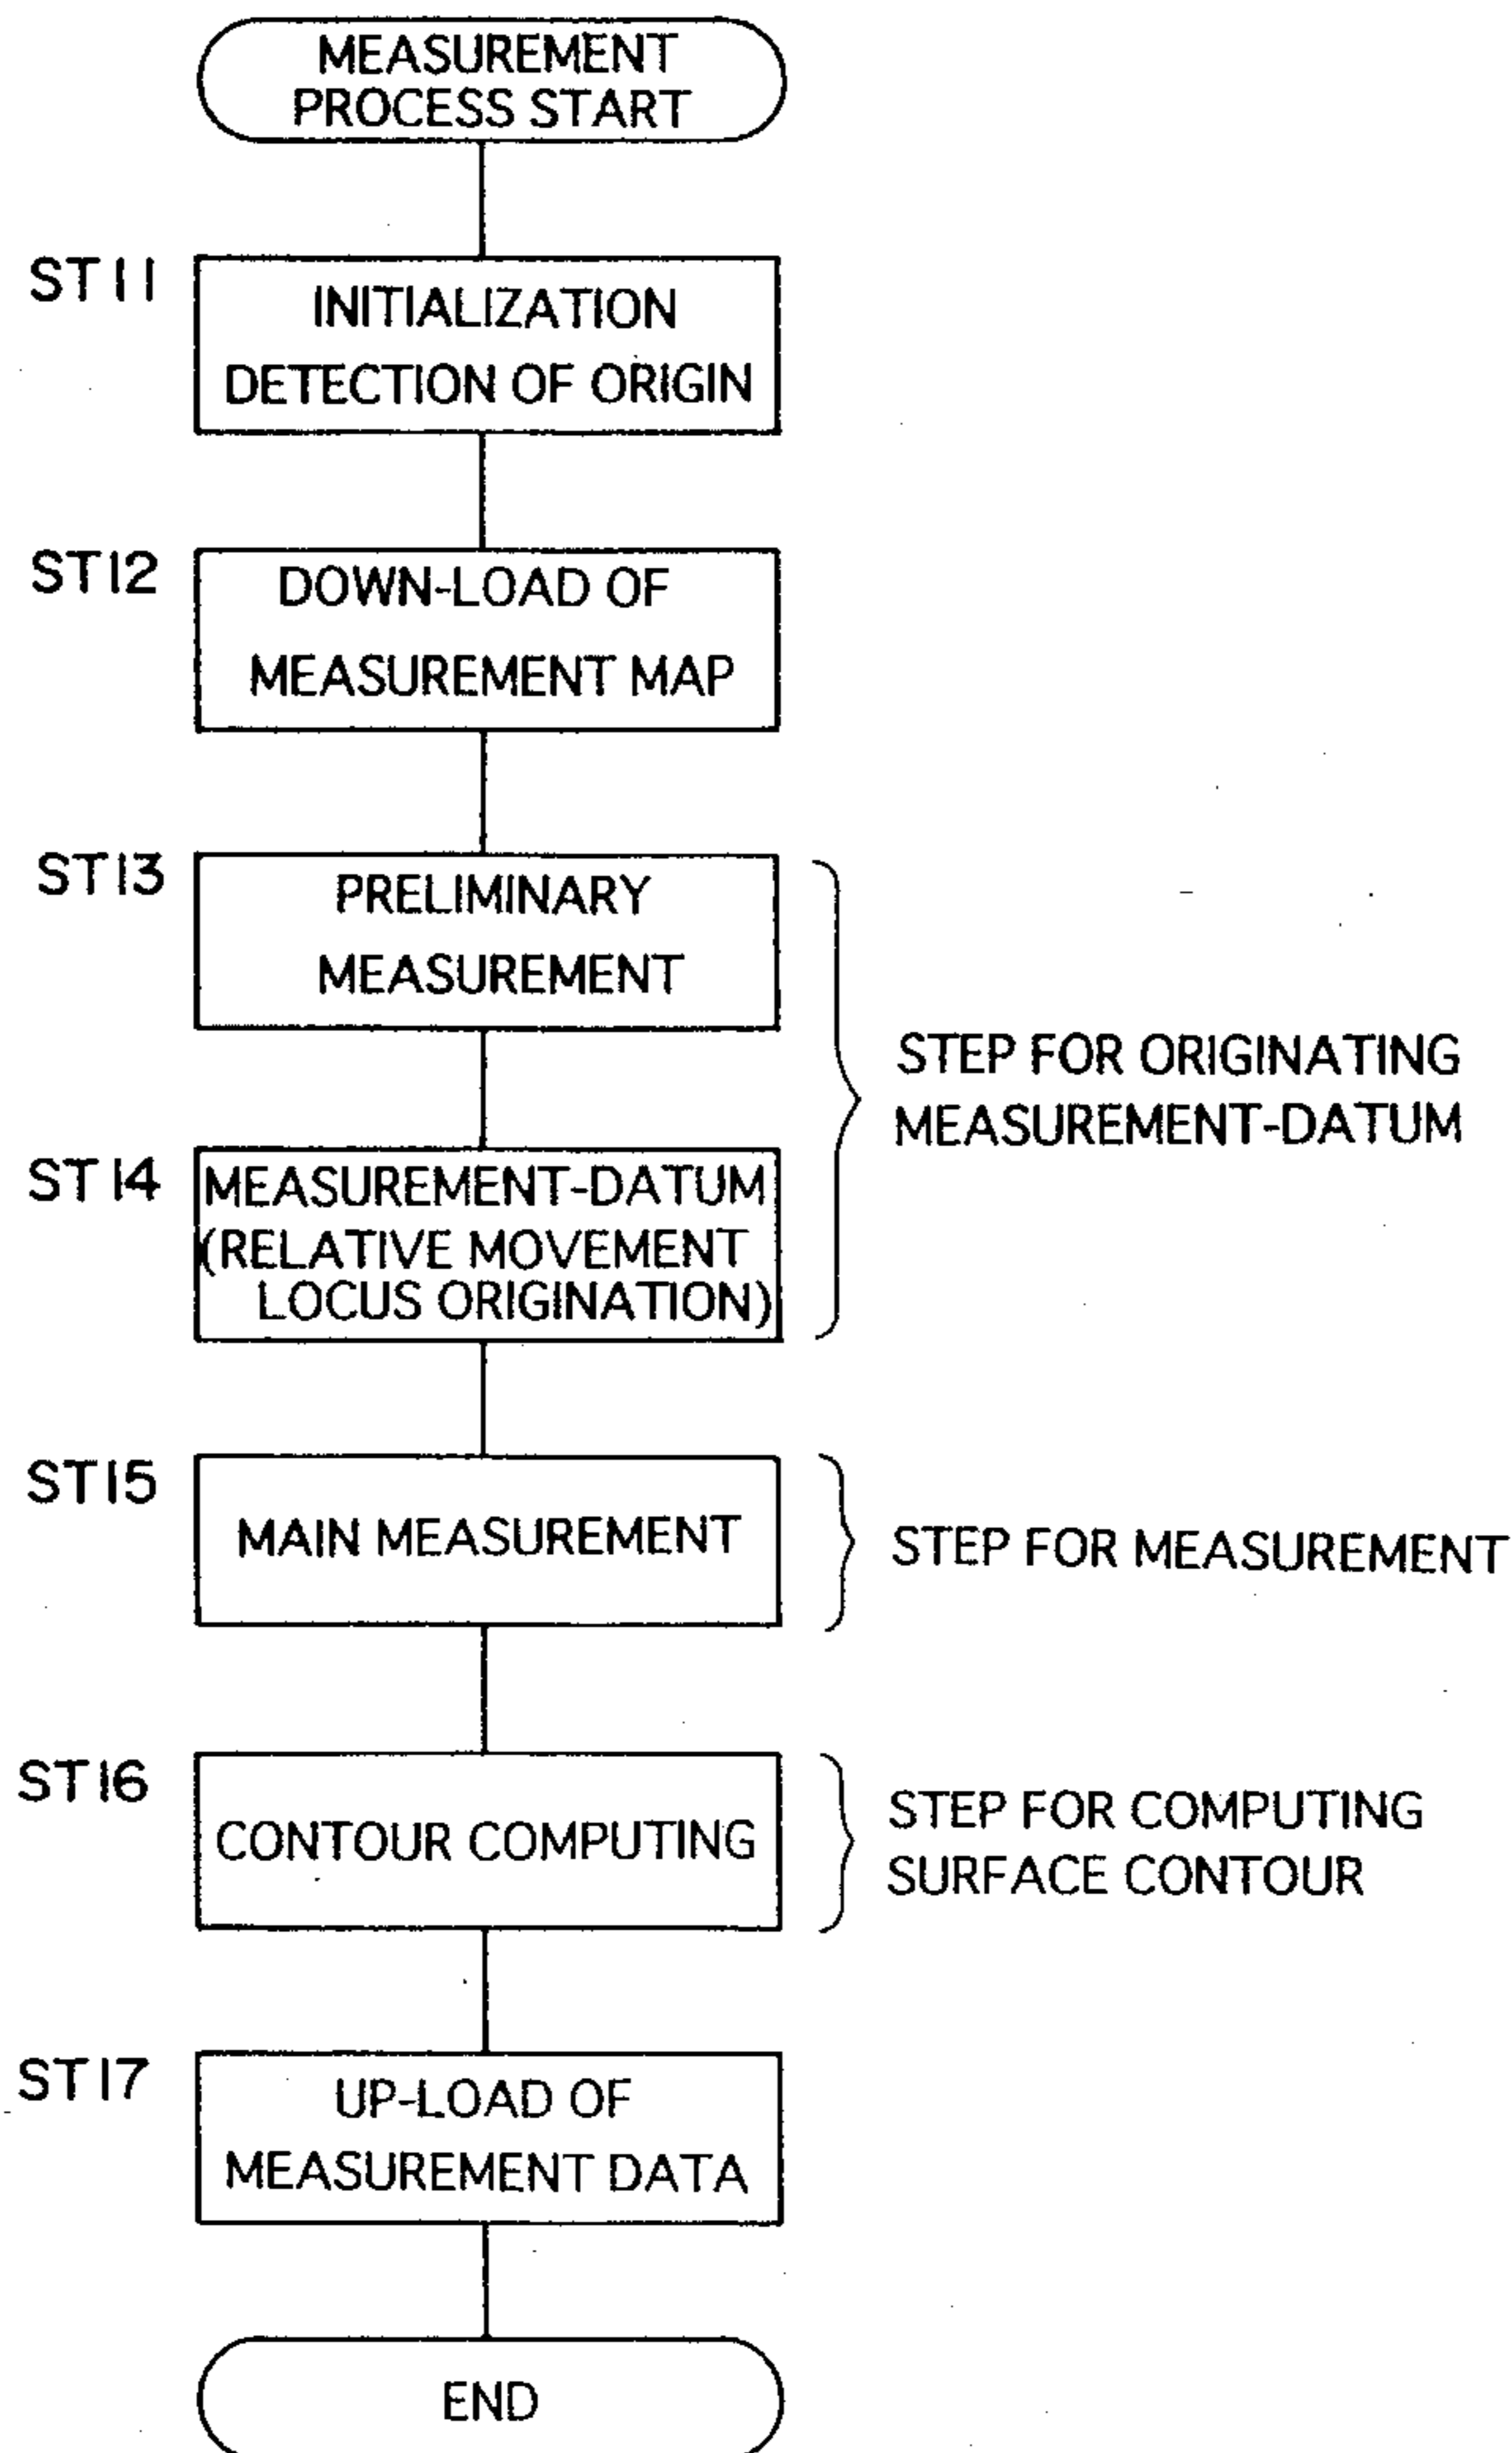 MEASUREMENT
PROCESS START
ST11
INITIALIZATION
DETECTION OF ORIGIN
ST12
DOWN-LOAD OF
MEASUREMENT MAP
ST13
PRELIMINARY
MEASUREMENT
STEP FOR ORIGINATING
MEASUREMENT-DATUM
ST14
MEASUREMENT-DATUM
(RELATIVE MOVEMENT
LOCUS ORIGINATION)
ST15
MAIN MEASUREMENT
STEP FOR MEASUREMENT
ST16
CONTOUR COMPUTING
STEP FOR COMPUTING
SURFACE CONTOUR
ST17
UP-LOAD OF
MEASUREMENT DATA
END